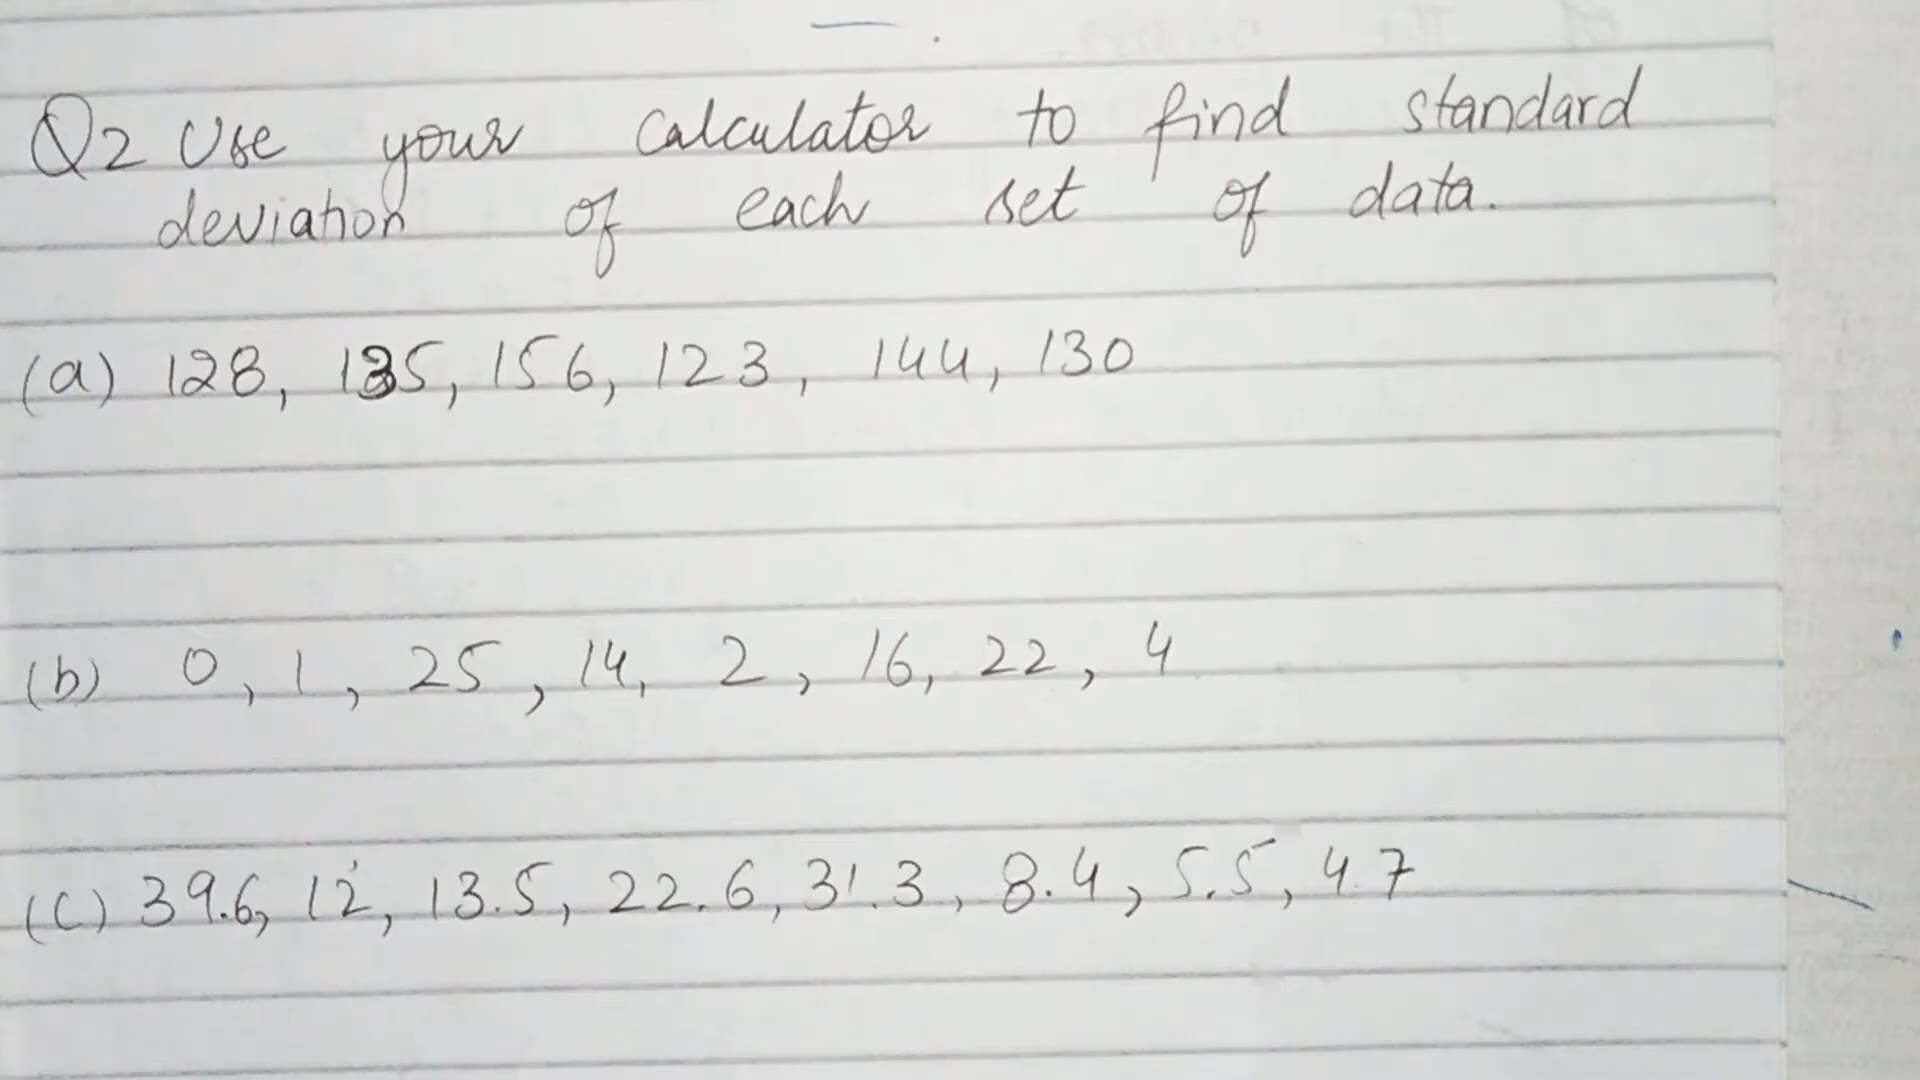 Q2 Use your calculator to find standard
deviation of each set of data.
(a) 128, 135, 156, 123, 144, 130
(b) 0, 1, 25, 14, 2, 16, 22, 4
(c) 39.6, 12, 13.5, 22.6, 31.3, 8.4, 5.5, 4.7